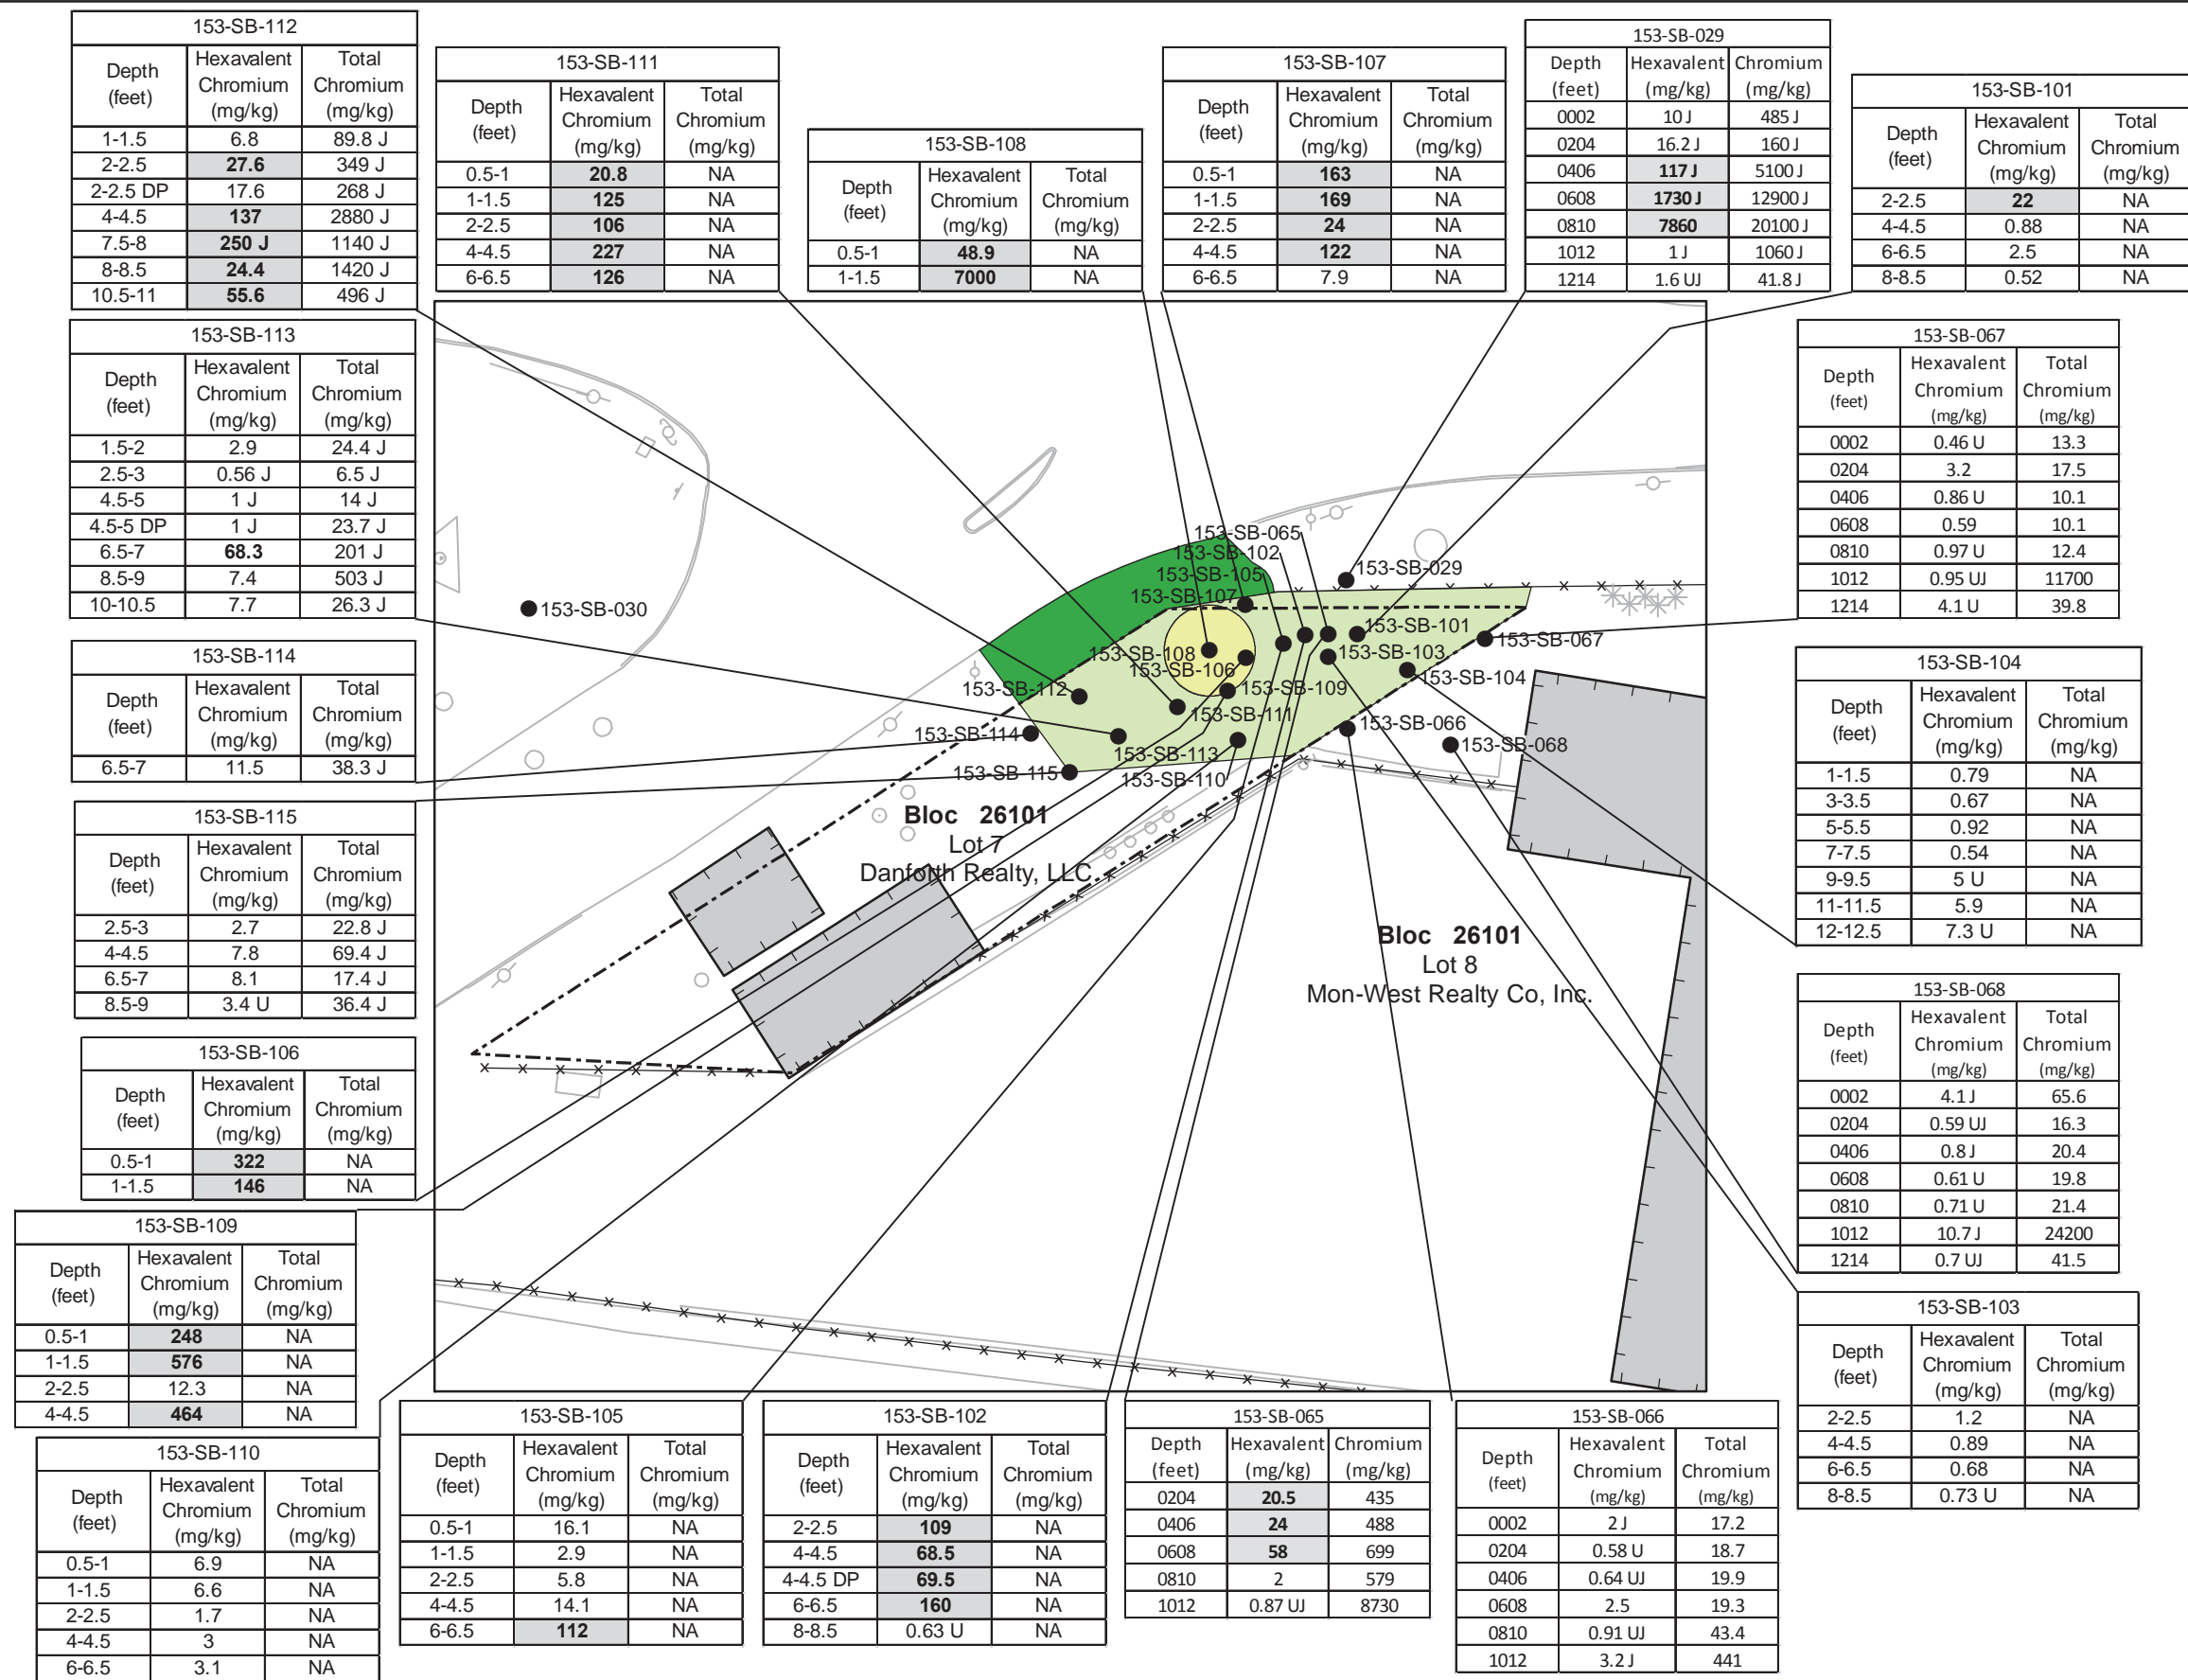 153-SB-112
Depth (feet) Hexavalent Chromium (mg/kg) Total Chromium (mg/kg)
1-1.5 6.8 89.8 J
2-2.5 27.6 349 J
2-2.5 DP 17.6 268 J
4-4.5 137 2880 J
7.5-8 250 J 1140 J
8-8.5 24.4 1420 J
10.5-11 55.6 496 J
153-SB-111
Depth (feet) Hexavalent Chromium (mg/kg) Total Chromium (mg/kg)
0.5-1 20.8 NA
1-1.5 125 NA
2-2.5 106 NA
4-4.5 227 NA
6-6.5 126 NA
153-SB-108
Depth (feet) Hexavalent Chromium (mg/kg) Total Chromium (mg/kg)
0.5-1 48.9 NA
1-1.5 7000 NA
153-SB-107
Depth (feet) Hexavalent Chromium (mg/kg) Total Chromium (mg/kg)
0.5-1 163 NA
1-1.5 169 NA
2-2.5 24 NA
4-4.5 122 NA
6-6.5 7.9 NA
153-SB-029
Depth (feet) Hexavalent (mg/kg) Chromium (mg/kg)
0002 10 J 485 J
0204 16.2 J 160 J
0406 117 J 5100 J
0608 1730 J 12900 J
0810 7860 20100 J
1012 1 J 1060 J
1214 1.6 UJ 41.8 J
153-SB-101
Depth (feet) Hexavalent Chromium (mg/kg) Total Chromium (mg/kg)
2-2.5 22 NA
4-4.5 0.88 NA
6-6.5 2.5 NA
8-8.5 0.52 NA
153-SB-113
Depth (feet) Hexavalent Chromium (mg/kg) Total Chromium (mg/kg)
1.5-2 2.9 24.4 J
2.5-3 0.56 J 6.5 J
4.5-5 1 J 14 J
4.5-5 DP 1 J 23.7 J
6.5-7 68.3 201 J
8.5-9 7.4 503 J
10-10.5 7.7 26.3 J
153-SB-067
Depth (feet) Hexavalent Chromium (mg/kg) Total Chromium (mg/kg)
0002 0.46 U 13.3
0204 3.2 17.5
0406 0.86 U 10.1
0608 0.59 10.1
0810 0.97 U 12.4
1012 0.95 UJ 11700
1214 4.1 U 39.8
153-SB-114
Depth (feet) Hexavalent Chromium (mg/kg) Total Chromium (mg/kg)
6.5-7 11.5 38.3 J
153-SB-104
Depth (feet) Hexavalent Chromium (mg/kg) Total Chromium (mg/kg)
1-1.5 0.79 NA
3-3.5 0.67 NA
5-5.5 0.92 NA
7-7.5 0.54 NA
9-9.5 5 U NA
11-11.5 5.9 NA
12-12.5 7.3 U NA
153-SB-115
Depth (feet) Hexavalent Chromium (mg/kg) Total Chromium (mg/kg)
2.5-3 2.7 22.8 J
4-4.5 7.8 69.4 J
6.5-7 8.1 17.4 J
8.5-9 3.4 U 36.4 J
153-SB-065
153-SB-102
153-SB-029
153-SB-105
153-SB-107
153-SB-030
153-SB-101
153-SB-067
153-SB-108
153-SB-103
153-SB-106
153-SB-104
153-SB-112
153-SB-109
153-SB-111
153-SB-066
153-SB-114
153-SB-068
153-SB-113
153-SB-115
153-SB-110
Bloc 26101
Lot 7
Danforth Realty, LLC
Bloc 26101
Lot 8
Mon-West Realty Co, Inc.
153-SB-106
Depth (feet) Hexavalent Chromium (mg/kg) Total Chromium (mg/kg)
0.5-1 322 NA
1-1.5 146 NA
153-SB-068
Depth (feet) Hexavalent Chromium (mg/kg) Total Chromium (mg/kg)
0002 4.1 J 65.6
0204 0.59 UJ 16.3
0406 0.8 J 20.4
0608 0.61 U 19.8
0810 0.71 U 21.4
1012 10.7 J 24200
1214 0.7 UJ 41.5
153-SB-109
Depth (feet) Hexavalent Chromium (mg/kg) Total Chromium (mg/kg)
0.5-1 248 NA
1-1.5 576 NA
2-2.5 12.3 NA
4-4.5 464 NA
153-SB-103
Depth (feet) Hexavalent Chromium (mg/kg) Total Chromium (mg/kg)
2-2.5 1.2 NA
4-4.5 0.89 NA
6-6.5 0.68 NA
8-8.5 0.73 U NA
153-SB-110
Depth (feet) Hexavalent Chromium (mg/kg) Total Chromium (mg/kg)
0.5-1 6.9 NA
1-1.5 6.6 NA
2-2.5 1.7 NA
4-4.5 3 NA
6-6.5 3.1 NA
153-SB-105
Depth (feet) Hexavalent Chromium (mg/kg) Total Chromium (mg/kg)
0.5-1 16.1 NA
1-1.5 2.9 NA
2-2.5 5.8 NA
4-4.5 14.1 NA
6-6.5 112 NA
153-SB-102
Depth (feet) Hexavalent Chromium (mg/kg) Total Chromium (mg/kg)
2-2.5 109 NA
4-4.5 68.5 NA
4-4.5 DP 69.5 NA
6-6.5 160 NA
8-8.5 0.63 U NA
153-SB-065
Depth (feet) Hexavalent (mg/kg) Chromium (mg/kg)
0204 20.5 435
0406 24 488
0608 58 699
0810 2 579
1012 0.87 UJ 8730
153-SB-066
Depth (feet) Hexavalent Chromium (mg/kg) Total Chromium (mg/kg)
0002 2 J 17.2
0204 0.58 U 18.7
0406 0.64 UJ 19.9
0608 2.5 19.3
0810 0.91 UJ 43.4
1012 3.2 J 441